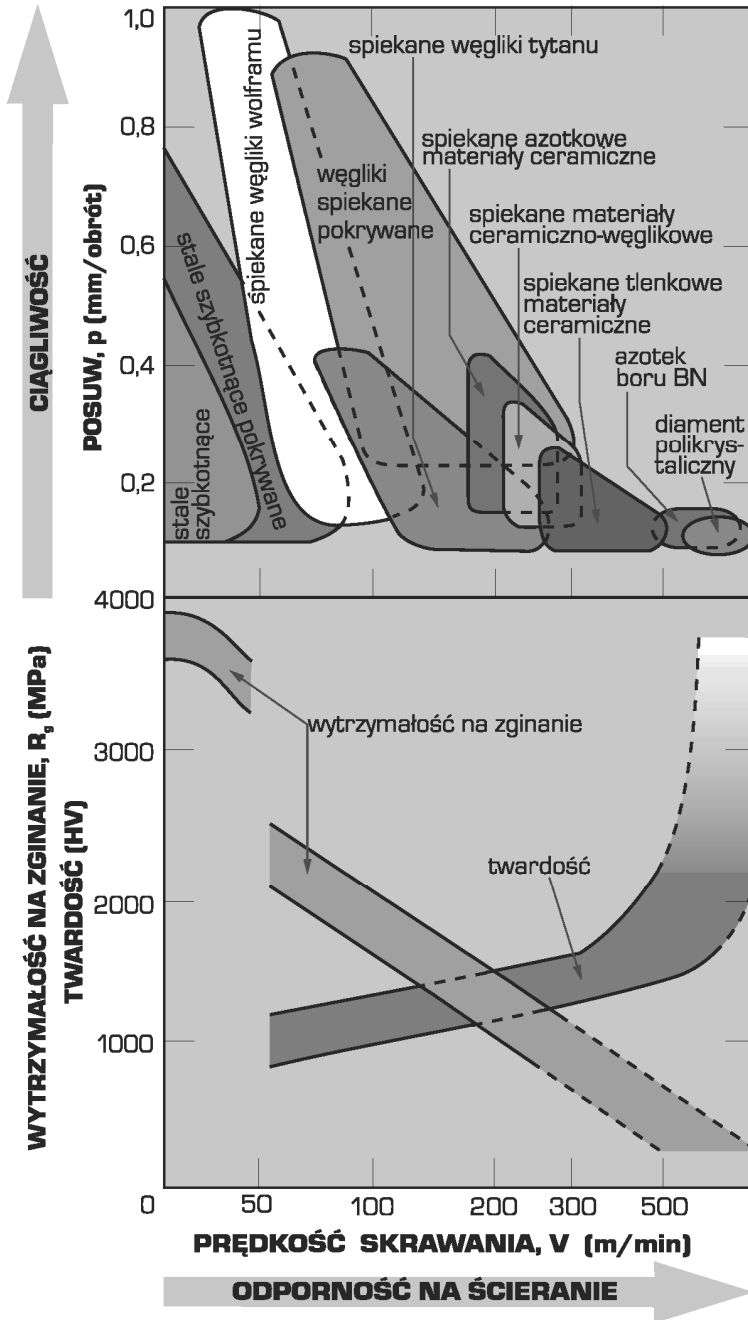 1,0
0,8
0,6
0,4
0,2
CIĄGLIWOŚĆ
POSUW, p (mm/obrót)
spiekane węgliki tytanu
spiekane azotkowe
materiały ceramiczne
spiekane materiały
ceramiczno-węglikowe
spiekane tlenkowe
materiały
ceramiczne
azotek
boru BN
diament
polikrys-
taliczny
węgliki
spiekane
pokrywane
spiekane węgliki wolframu
stale szybkotnące pokrywane
stale
szybkotnące
4000
3000
2000
1000
0
WYTRZYMAŁOŚĆ NA ZGINANIE, Rg (MPa)
TWARDOŚĆ (HV)
wytrzymałość na zginanie
twardość
50
100
200
300
500
PRĘDKOŚĆ SKRAWANIA, V (m/min)
ODPORNOŚĆ NA ŚCIERANIE